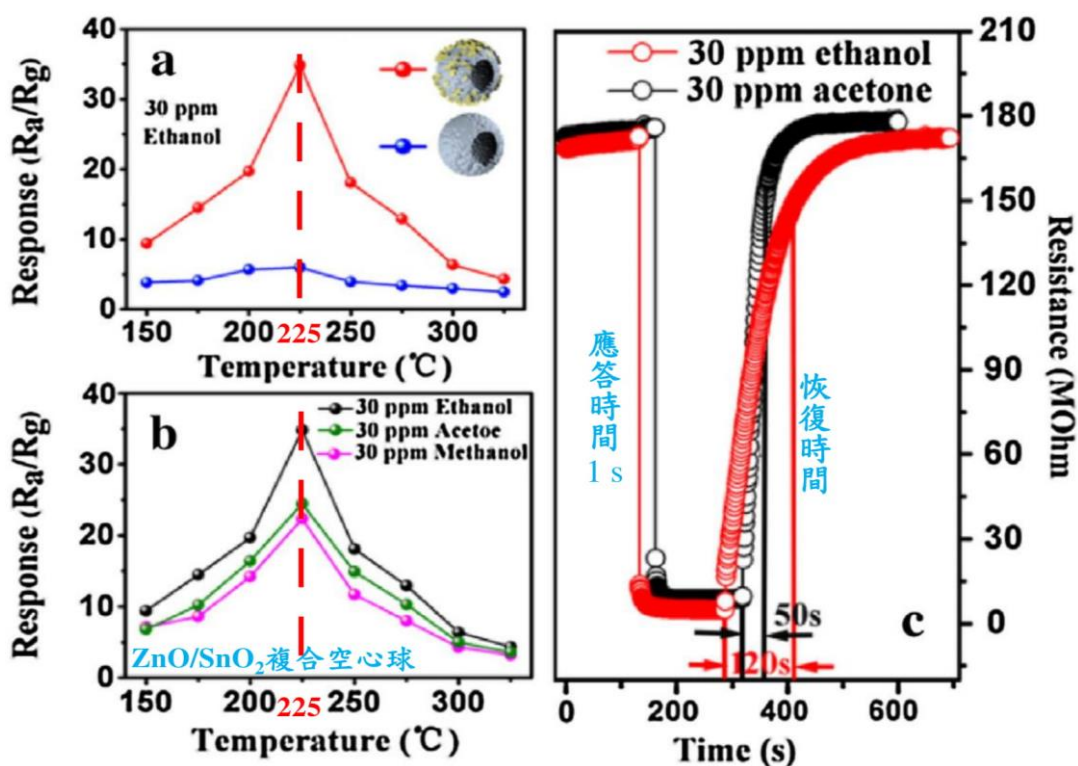 a
30 ppm
Ethanol
Response (Ra/Rg)
40
35
30
25
20
15
10
5
0
150
200
225
250
300
Temperature (℃)
b
30 ppm Ethanol
30 ppm Acetoe
30 ppm Methanol
Response (Ra/Rg)
40
30
20
10
0
ZnO/SnO₂複合空心球
150
200
225
250
300
Temperature (℃)
30 ppm ethanol
30 ppm acetone
210
180
150
120
90
60
30
0
Resistance (MOhm)
應答時間
1 s
恢復時間
c
50s
120s
0
200
400
600
Time (s)